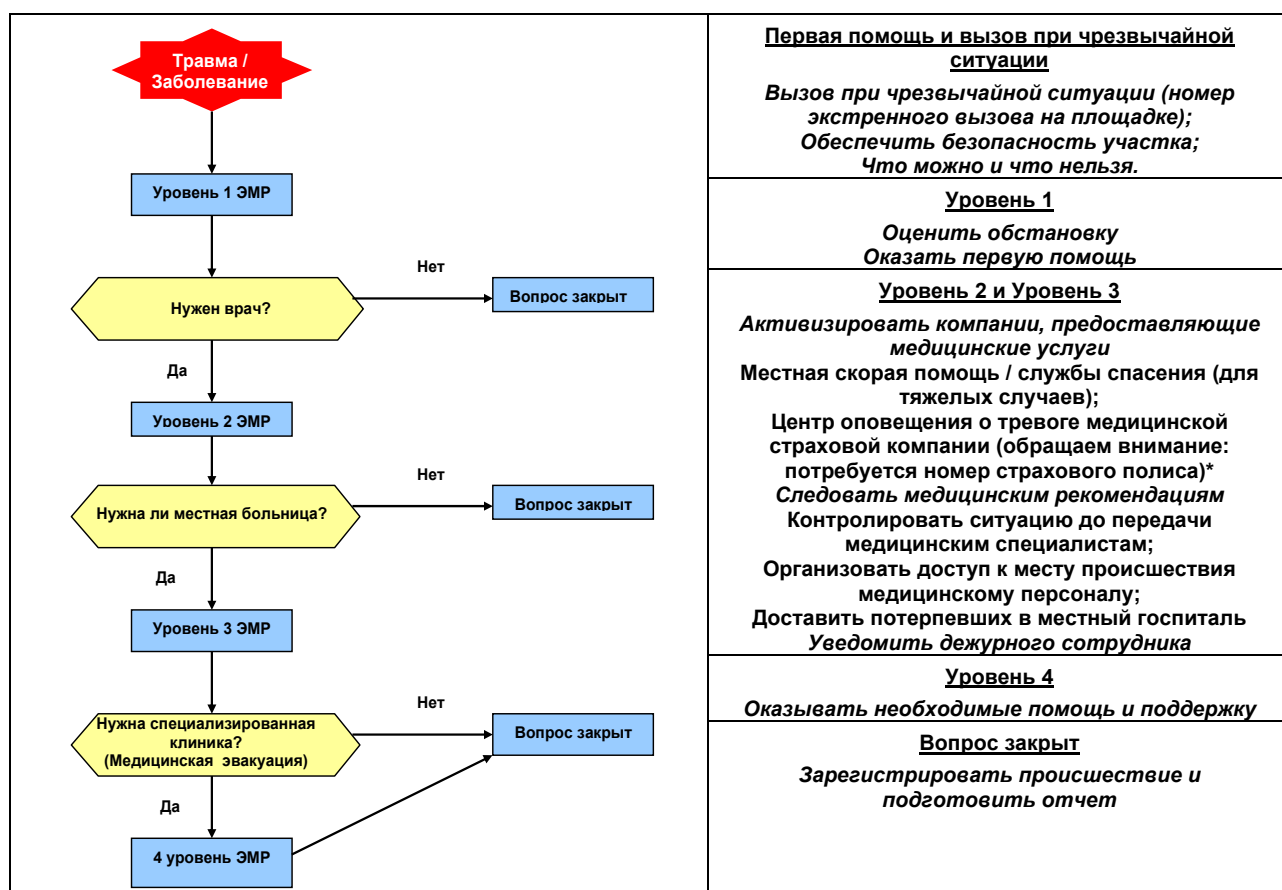 Травма /
Заболевание
Уровень 1 ЭМР
Нужен врач?
Нет
Вопрос закрыт
Да
Уровень 2 ЭМР
Нужна ли местная больница?
Нет
Вопрос закрыт
Да
Уровень 3 ЭМР
Нужна специализированная
клиника?
(Медицинская эвакуация)
Нет
Вопрос закрыт
Да
4 уровень ЭМР
Первая помощь и вызов при чрезвычайной
ситуации
Вызов при чрезвычайной ситуации (номер
экстренного вызова на площадке);
Обеспечить безопасность участка;
Что можно и что нельзя.
Уровень 1
Оценить обстановку
Оказать первую помощь
Уровень 2 и Уровень 3
Активизировать компании, предоставляющие
медицинские услуги
Местная скорая помощь / службы спасения (для
тяжелых случаев);
Центр оповещения о тревоге медицинской
страховой компании (обращаем внимание:
потребуется номер страхового полиса)*
Следовать медицинским рекомендациям
Контролировать ситуацию до передачи
медицинским специалистам;
Организовать доступ к месту происшествия
медицинскому персоналу;
Доставить потерпевших в местный госпиталь
Уведомить дежурного сотрудника
Уровень 4
Оказывать необходимые помощь и поддержку
Вопрос закрыт
Зарегистрировать происшествие и
подготовить отчет